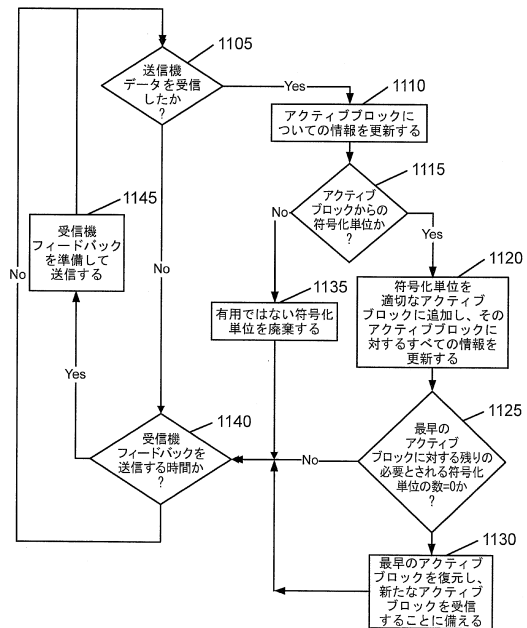 1105
送信機
データを受信
したか
?
Yes
1110
アクティブブロックに
ついての情報を更新する
1115
アクティブ
ブロックからの
符号化単位か
?
No
Yes
1145
受信機
フィードバック
を準備して
送信する
No
No
1135
有用ではない符号化
単位を廃棄する
1120
符号化単位を
適切なアクティブ
ブロックに追加し、その
アクティブブロックに
対するすべての情報を
更新する
Yes
1140
受信機
フィードバックを
送信する時間か
?
1125
最早の
アクティブ
ブロックに対する残りの
必要とされる符号化
単位の数=0か
?
No
1130
最早のアクティブ
ブロックを復元し、
新たなアクティブ
ブロックを受信
することに備える